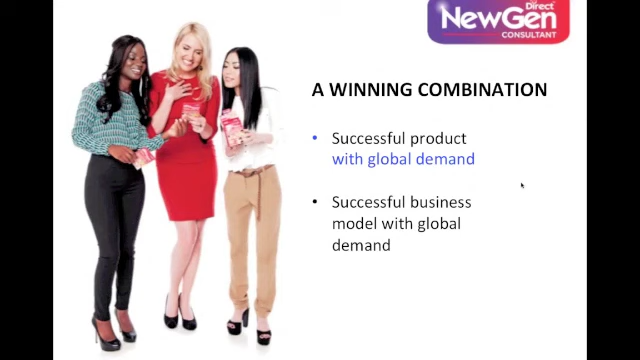 Direct
NewGen
CONSULTANT
A WINNING COMBINATION
• Successful product
with global demand
• Successful business
model with global
demand